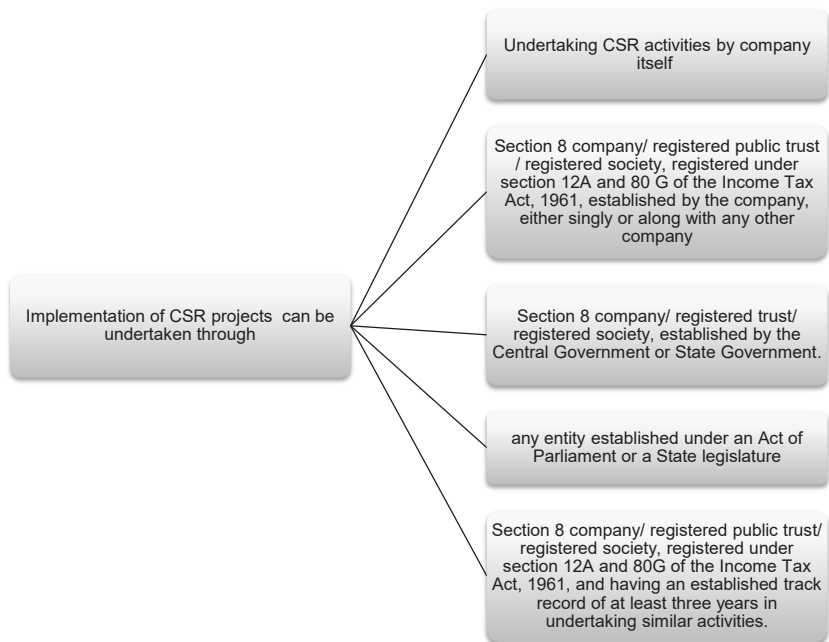 Undertaking CSR activities by company
itself
Section 8 company/ registered public trust
/ registered society, registered under
section 12A and 80 G of the Income Tax
Act, 1961, established by the company,
either singly or along with any other
company
Implementation of CSR projects can be
undertaken through
Section 8 company/ registered trust/
registered society, established by the
Central Government or State Government.
any entity established under an Act of
Parliament or a State legislature
Section 8 company/ registered public trust/
registered society, registered under
section 12A and 80G of the Income Tax
Act, 1961, and having an established track
record of at least three years in
undertaking similar activities.